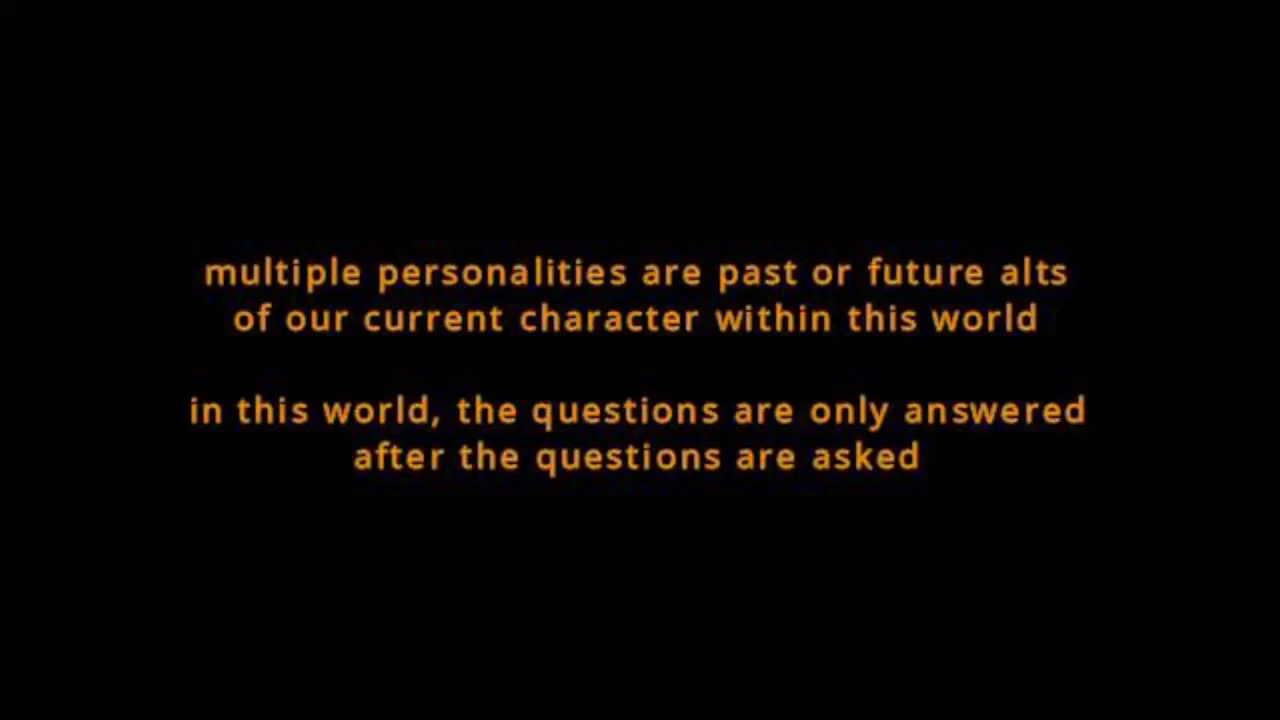 multiple personalities are past or future alts
of our current character within this world
in this world, the questions are only answered
after the questions are asked